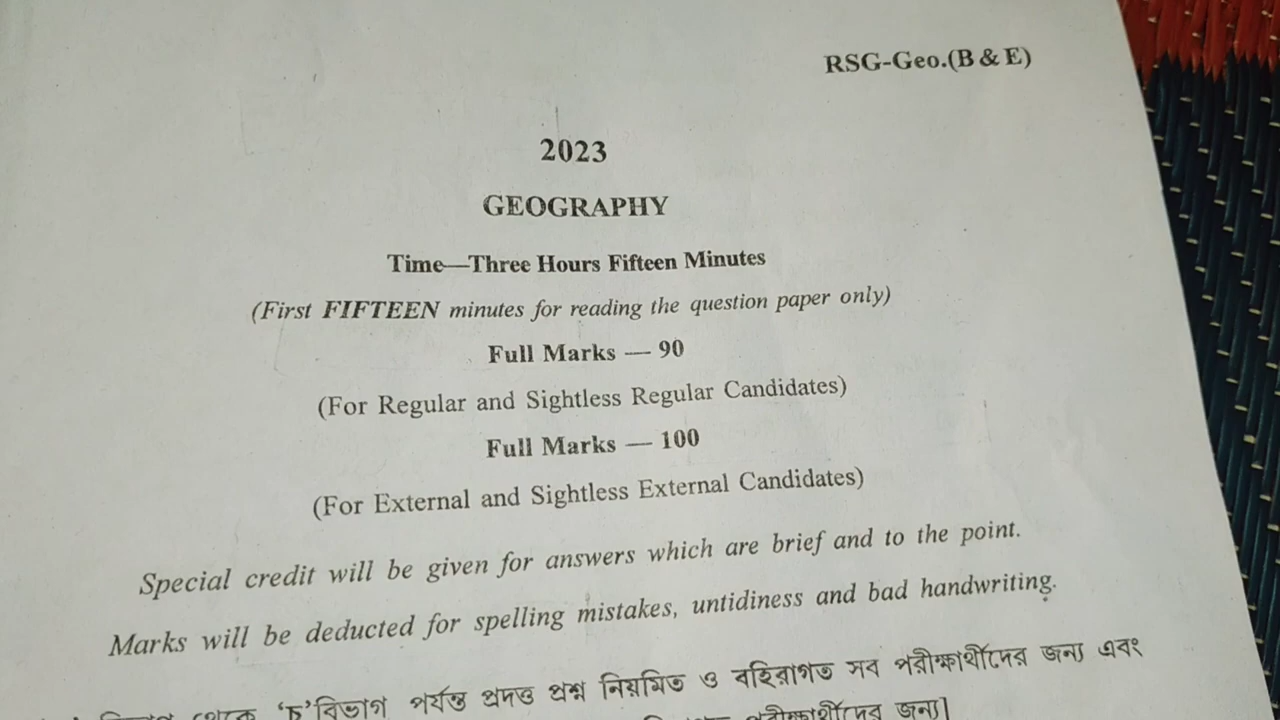 RSG-Geo.(B & E)
2023
GEOGRAPHY
Time—Three Hours Fifteen Minutes
(First FIFTEEN minutes for reading the question paper only)
Full Marks — 90
(For Regular and Sightless Regular Candidates)
Full Marks — 100
(For External and Sightless External Candidates)
Special credit will be given for answers which are brief and to the point.
Marks will be deducted for spelling mistakes, untidiness and bad handwriting.
থেকে ‘চ’বিভাগ পর্যন্ত প্রদত্ত প্রশ্ন নিয়মিত ও বহিরাগত সব পরীক্ষার্থীদের জন্য এবং
পরীক্ষার্থীদের জন্য]